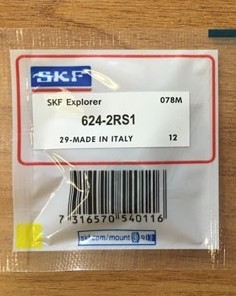 SKF
SKF Explorer 078M
624-2RS1
29-MADE IN ITALY 12
7 316570 540116
skf.com/mount